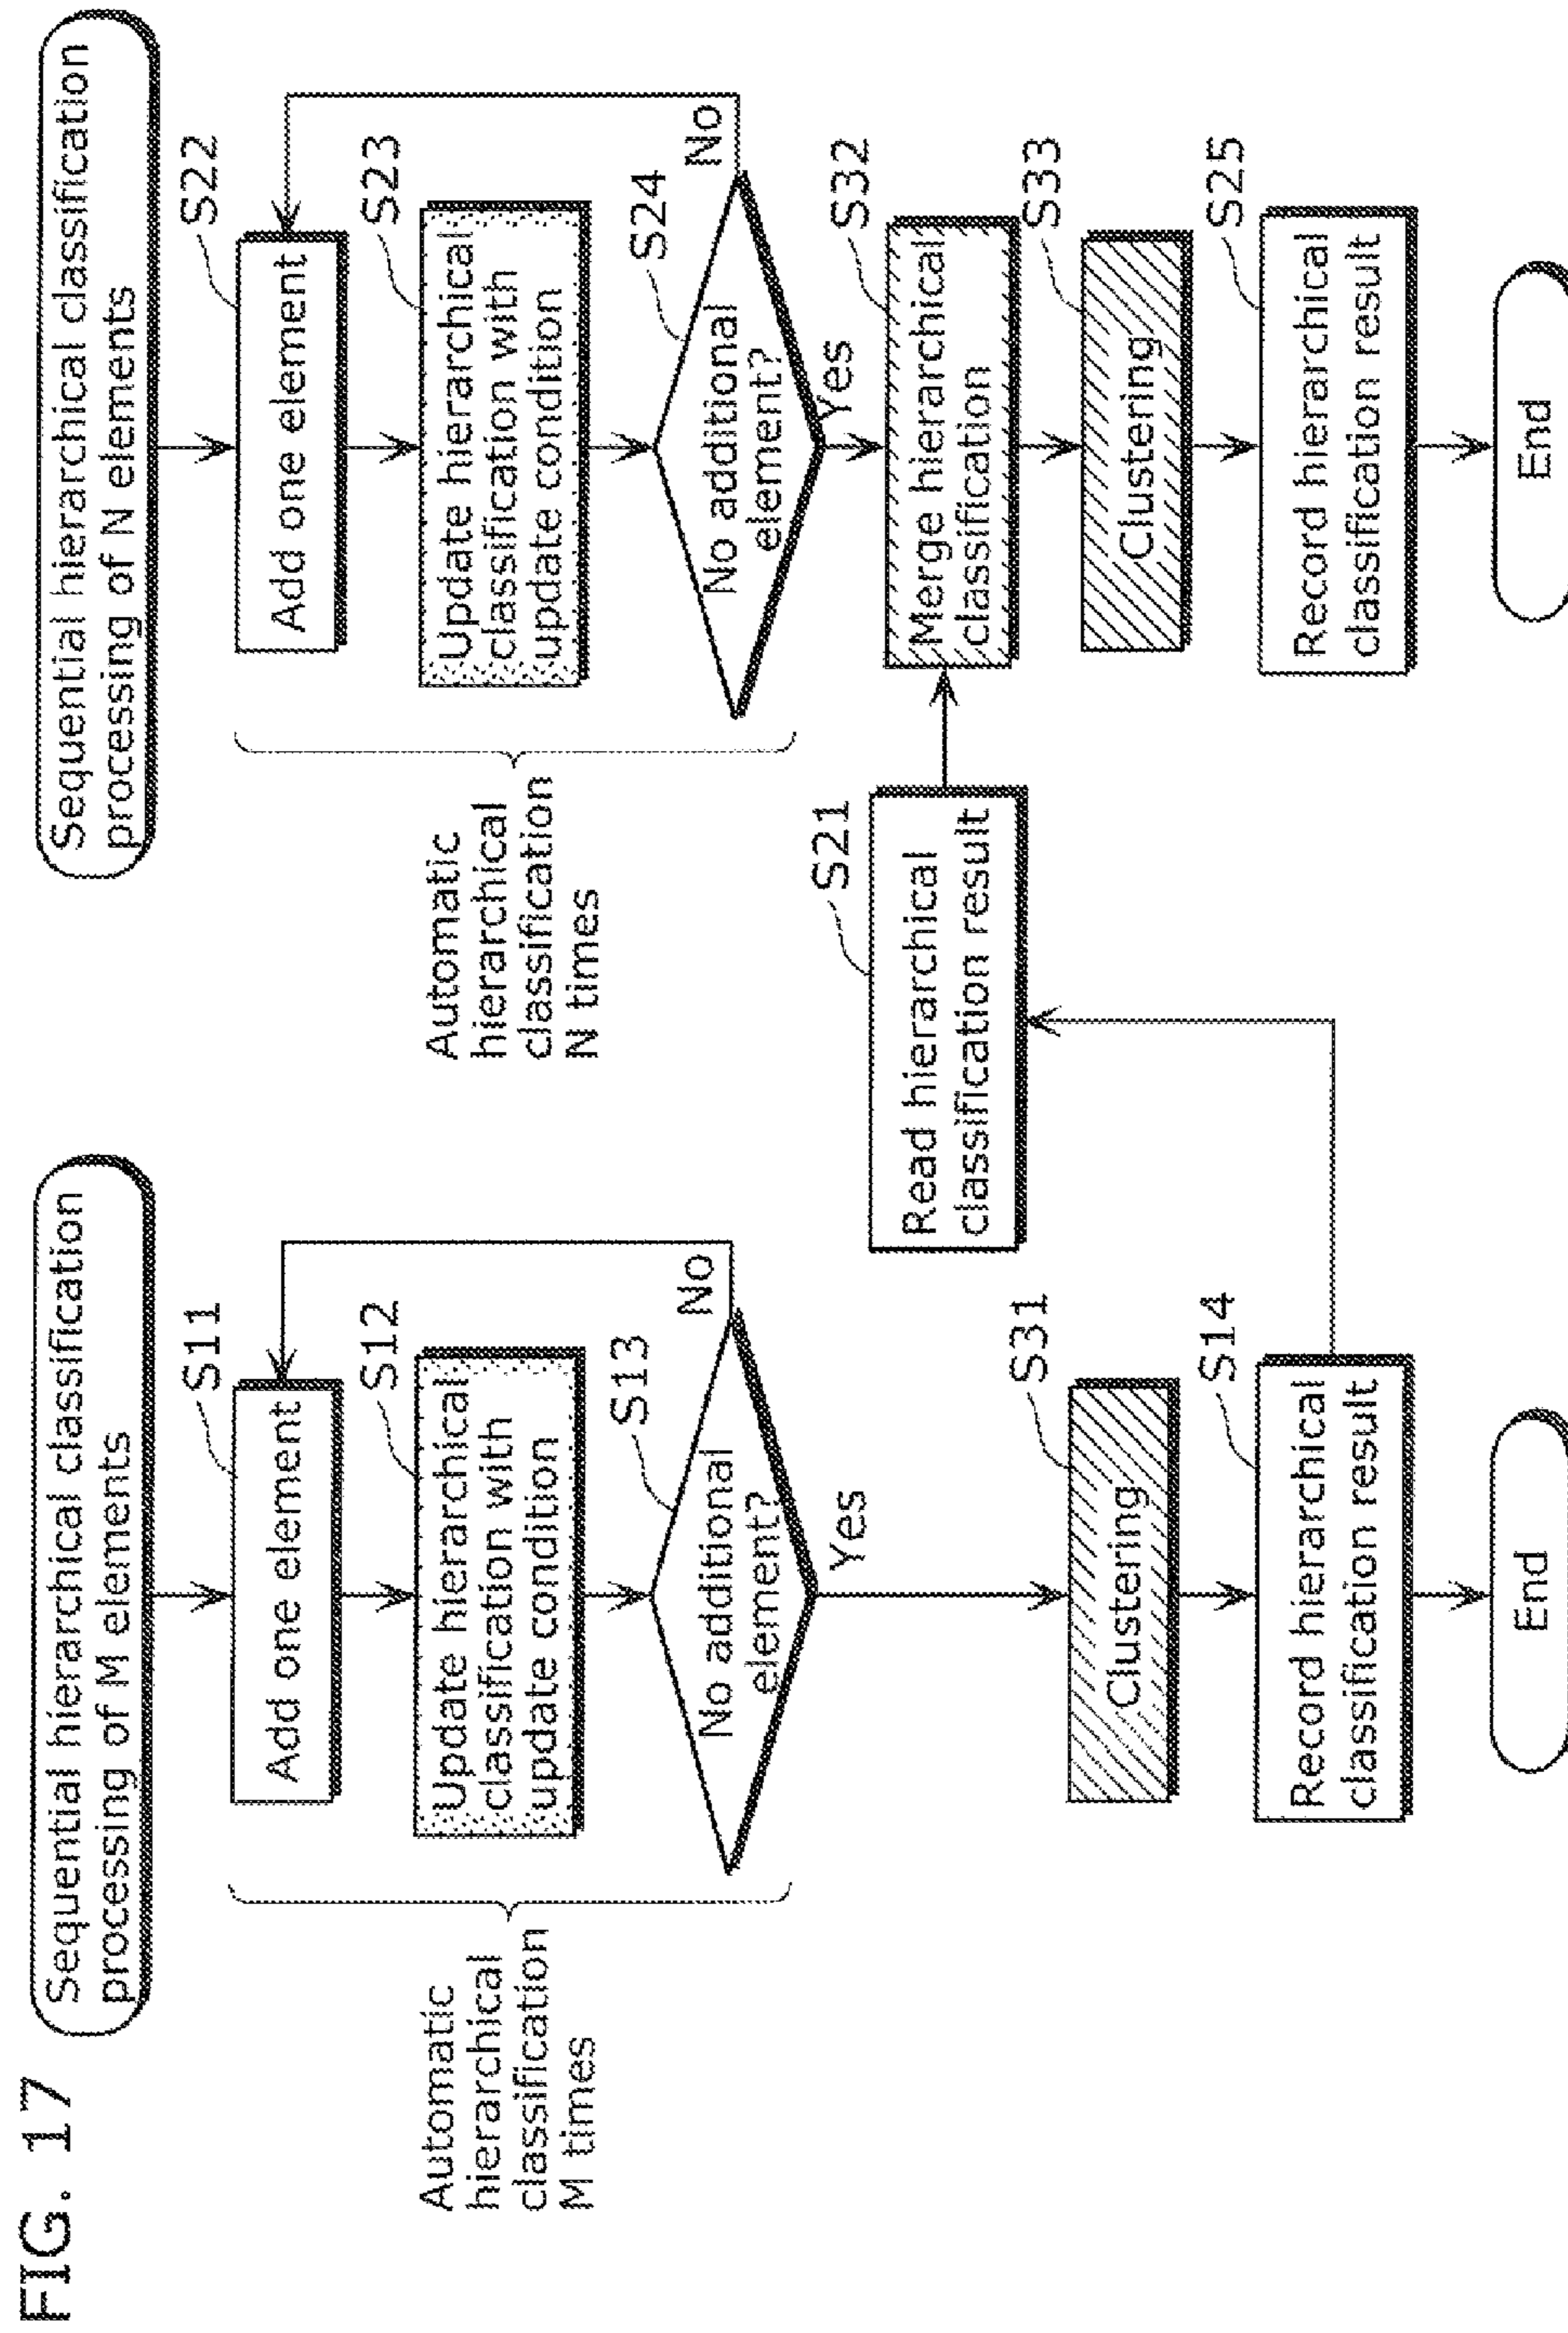 FIG. 17
Sequential hierarchical classification
processing of M elements
S11
Add one element
S12
Update hierarchical
classification with
update condition
S13
No additional
element?
No
Yes
Automatic
hierarchical
classification
M times
S31
Clustering
S14
Record hierarchical
classification result
End
Sequential hierarchical classification
processing of N elements
S22
Add one element
S23
Update hierarchical
classification with
update condition
S24
No additional
element?
No
Yes
Automatic
hierarchical
classification
N times
S21
Read hierarchical
classification result
S32
Merge hierarchical
classification
S33
Clustering
S25
Record hierarchical
classification result
End